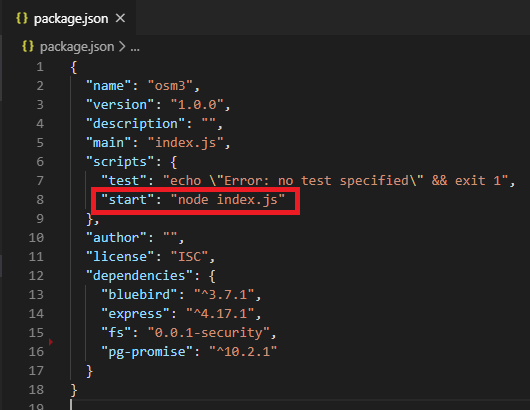 package.json ×
package.json > ...
1 {
2 "name": "osm3",
3 "version": "1.0.0",
4 "description": "",
5 "main": "index.js",
6 "scripts": {
7 "test": "echo \"Error: no test specified\" && exit 1",
8 "start": "node index.js"
9 },
10 "author": "",
11 "license": "ISC",
12 "dependencies": {
13 "bluebird": "^3.7.1",
14 "express": "^4.17.1",
15 "fs": "0.0.1-security",
16 "pg-promise": "^10.2.1"
17 }
18 }
19